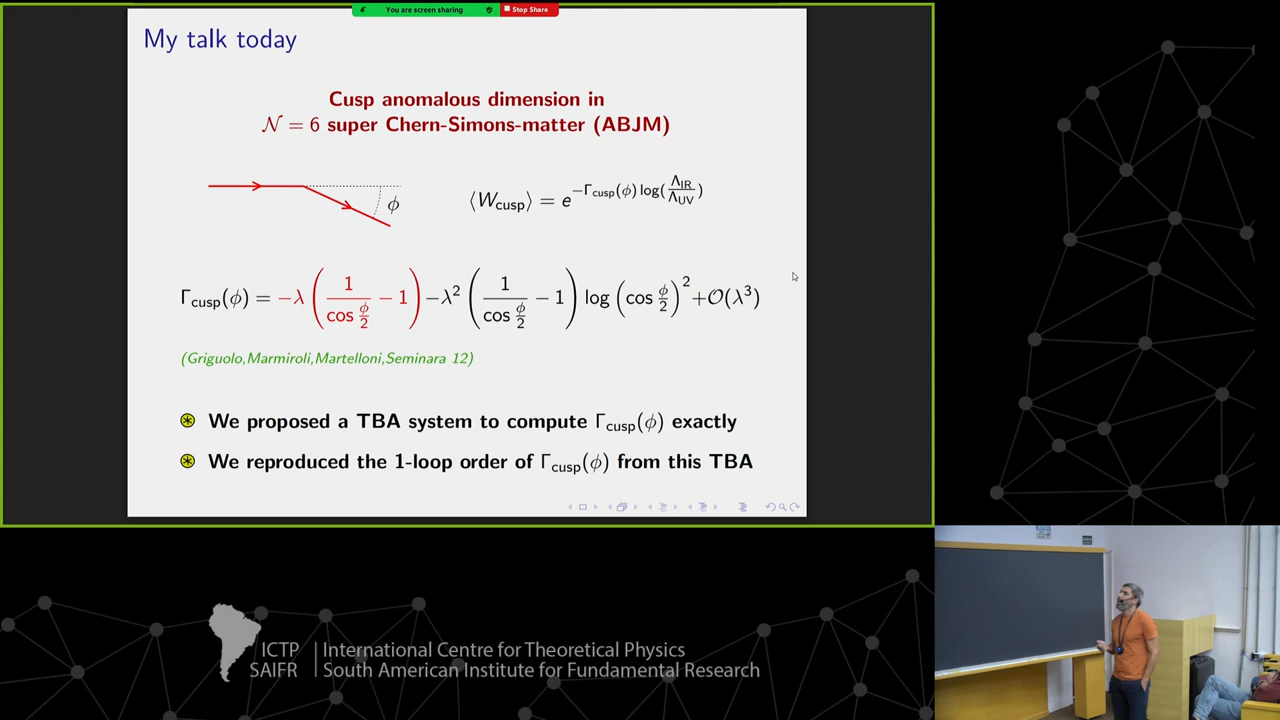 You are screen sharing
Stop Share
My talk today
Cusp anomalous dimension in
𝒩 = 6 super Chern-Simons-matter (ABJM)
ϕ
⟨W_cusp⟩ = e^{−Γ_cusp(ϕ) log(Λ_IR/Λ_UV)}
Γ_cusp(ϕ) = −λ (1/cos ϕ/2 − 1) −λ² (1/cos ϕ/2 − 1) log (cos ϕ/2)² +𝒪(λ³)
(Griguolo,Marmiroli,Martelloni,Seminara 12)
We proposed a TBA system to compute Γ_cusp(ϕ) exactly
We reproduced the 1-loop order of Γ_cusp(ϕ) from this TBA
ICTP International Centre for Theoretical Physics
SAIFR South American Institute for Fundamental Research